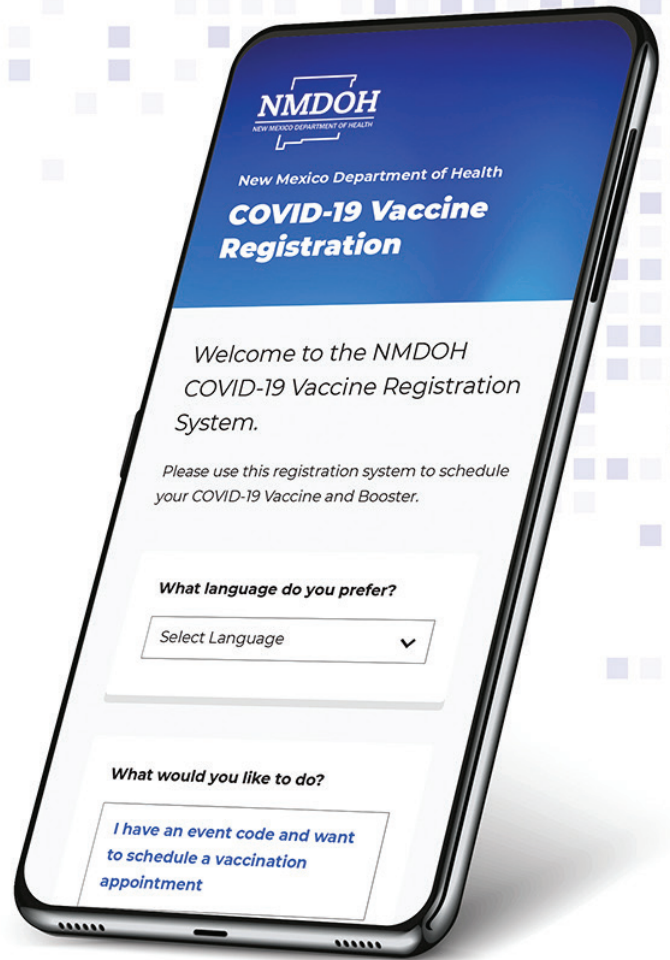 NMDOH
NEW MEXICO DEPARTMENT OF HEALTH
New Mexico Department of Health
COVID-19 Vaccine
Registration
Welcome to the NMDOH
COVID-19 Vaccine Registration
System.
Please use this registration system to schedule
your COVID-19 Vaccine and Booster.
What language do you prefer?
Select Language
What would you like to do?
I have an event code and want
to schedule a vaccination
appointment